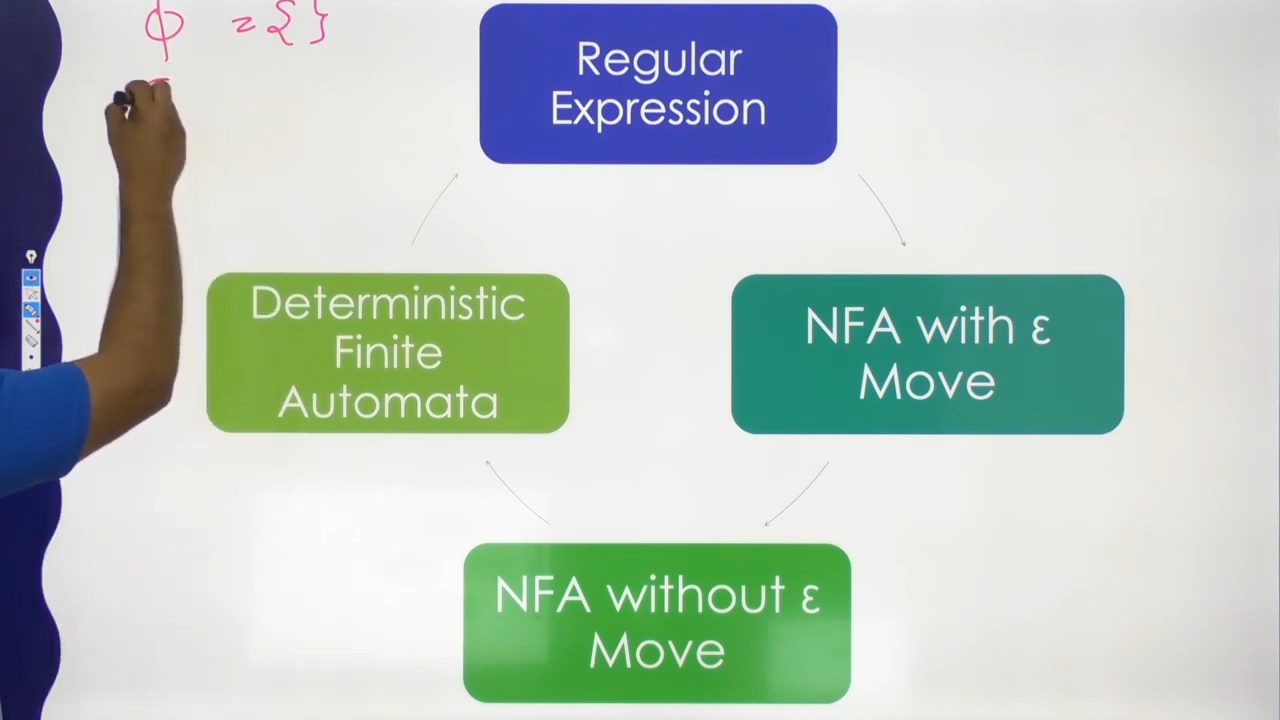 ϕ = { }
Regular
Expression
Deterministic
Finite
Automata
NFA with ε
Move
NFA without ε
Move